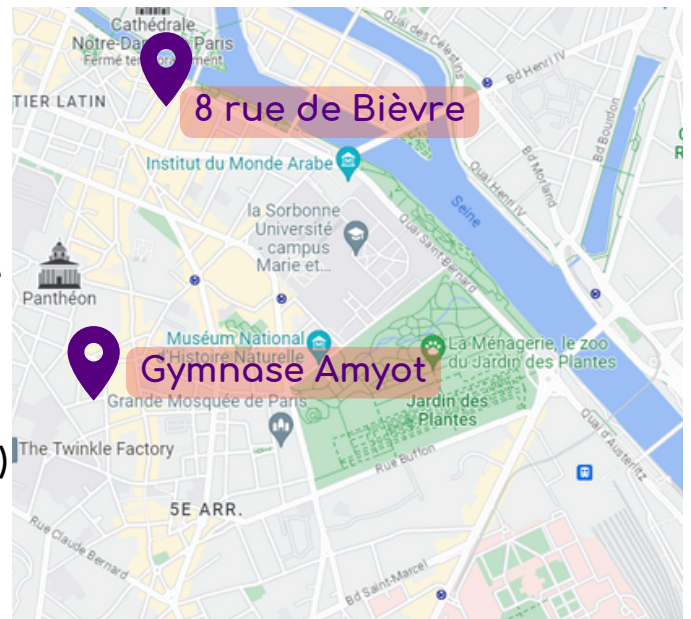 Cathédrale
Notre-Dame Paris
Fermé temporairement
TIER LATIN
8 rue de Bièvre
Quai des Célestins
Bd Henri IV
Bd Bourdon
Bd Morland
Quai Henri IV
Institut du Monde Arabe
la Sorbonne
Université
- campus
Marie et...
Seine
Quai Saint-Bernard
Panthéon
Muséum National
d'Histoire Naturelle
Gymnase Amyot
La Ménagerie, le zoo
du Jardin des Plantes
Grande Mosquée de Paris
Jardin des
Plantes
)
The Twinkle Factory
Rue Buffon
Quai d'Austerlitz
5E ARR.
Rue Claude Bernard
Bd Saint-Marcel